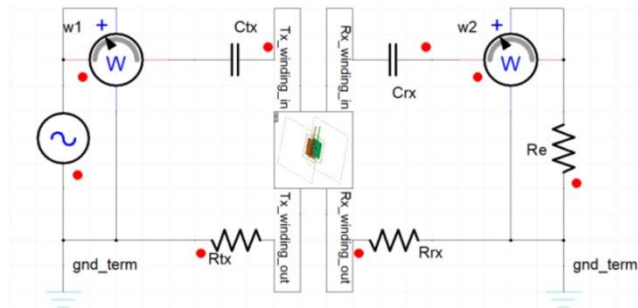 w1
+
W
Ctx
Tx_winding_in
Rx_winding_in
Crx
w2
+
W
Re
Tx_winding_out
Rx_winding_out
Rtx
Rrx
gnd_term
gnd_term